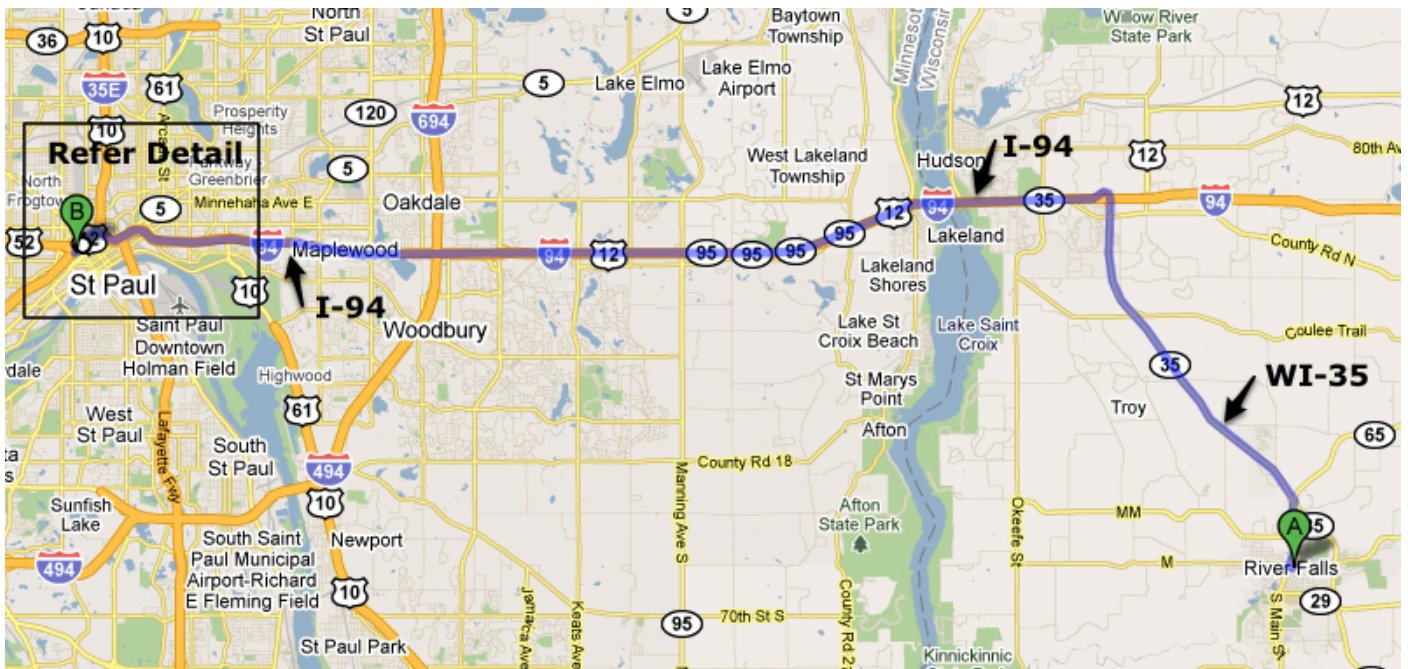 North
St Paul
5
Baytown
Township
Willow River
State Park
36
10
35E
61
Lake Elmo
Lake Elmo
Airport
Minnesota
Wisconsin
5
12
10
Prosperity
Heights
120
694
Refer Detail
Arcade St
Greenbrier
5
West Lakeland
Township
Hudson
I-94
12
80th Av
North
Frogtown
B
5
Minnehaha Ave E
Oakdale
12
94
35
94
52
94
Maplewood
94
12
95
95
95
95
Lakeland
County Rd N
St Paul
10
I-94
Woodbury
Lakeland
Shores
Saint Paul
Downtown
Holman Field
Highwood
Lake St
Croix Beach
Lake Saint
Croix
Coulee Trail
35
WI-35
61
St Marys
Point
Troy
West
St Paul
Lafayette Fwy
South
St Paul
494
Afton
65
County Rd 18
Manning Ave S
Okeefe St
Sunfish
Lake
10
Afton
State Park
MM
A
494
South Saint
Paul Municipal
Airport-Richard
E Fleming Field
Newport
M
River Falls
10
Jamaca Ave
Keats Ave
95
70th St S
County Rd 2
S Main St
29
St Paul Park
Kinnickinnic